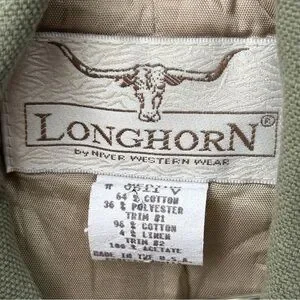 LONGHORN®
by NIVER WESTERN WEAR
64 % COTTON
36 % POLYESTER
TRIM #1
96 % COTTON
4 % LINEN
TRIM #2
100 % ACETATE
MADE IN THE U.S.A.